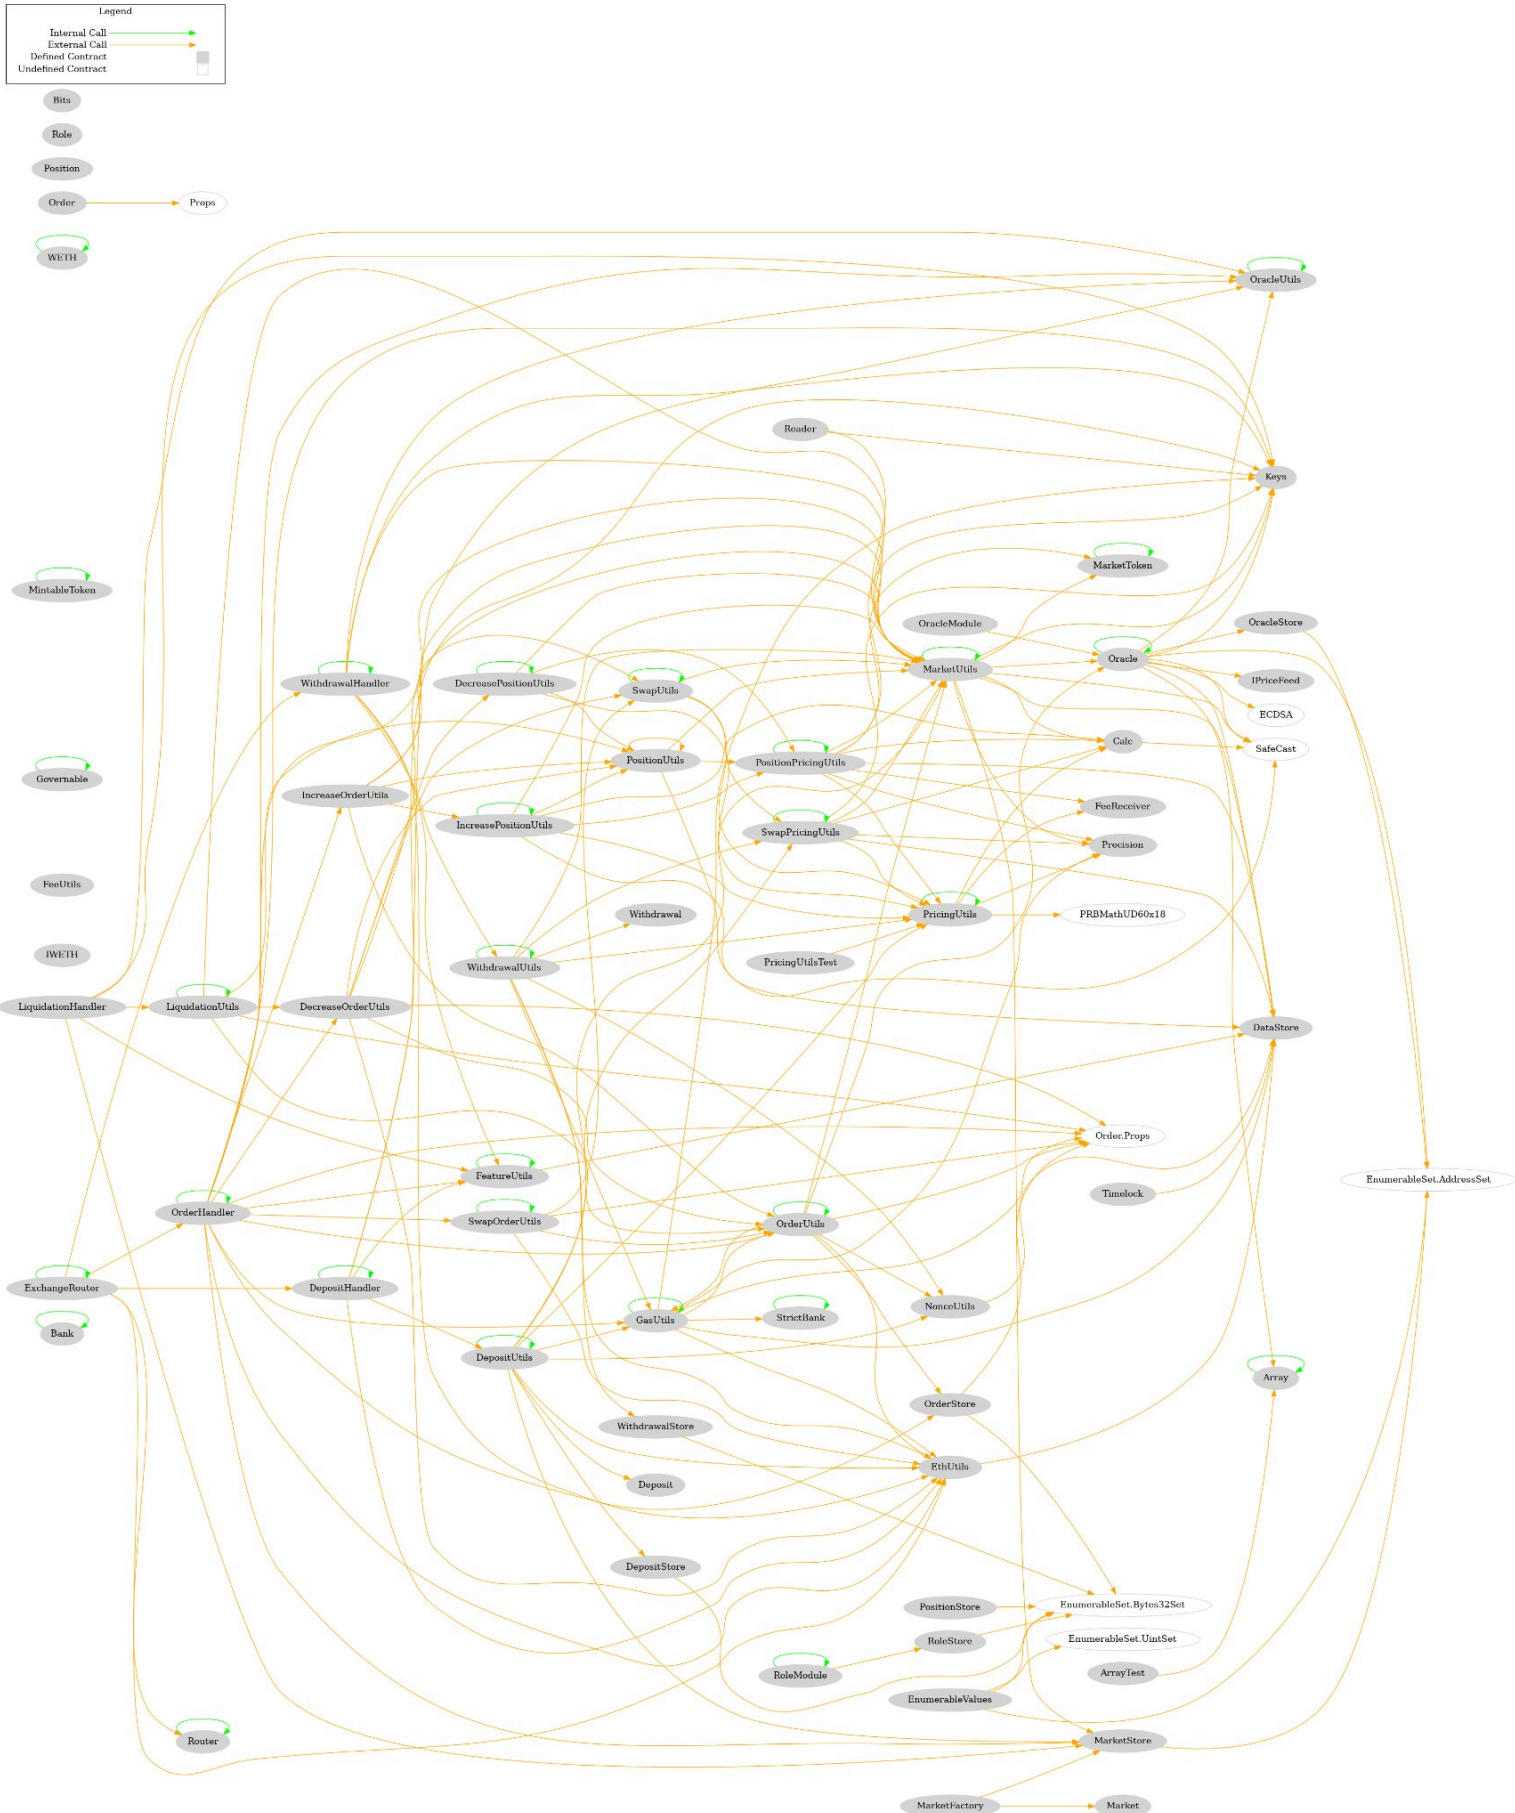 Legend
Internal Call
External Call
Defined Contract
Undefined Contract
Bits
Role
Position
Order
Props
WETH
OracleUtils
Reader
Keys
MarketToken
MintableToken
OracleModule
OracleStore
Oracle
MarketUtils
IPriceFeed
WithdrawalHandler
DecreasePositionUtils
SwapUtils
ECDSA
Calc
SafeCast
PositionUtils
PositionPricingUtils
Governable
IncreaseOrderUtils
FeeReceiver
IncreasePositionUtils
SwapPricingUtils
Precision
FeeUtils
Withdrawal
PricingUtils
PRBMathUD60x18
IWETH
PricingUtilsTest
WithdrawalUtils
LiquidationHandler
LiquidationUtils
DecreaseOrderUtils
DataStore
Order.Props
FeatureUtils
EnumerableSet.AddressSet
Timelock
OrderHandler
SwapOrderUtils
OrderUtils
ExchangeRouter
DepositHandler
NonceUtils
Bank
GasUtils
StrictBank
DepositUtils
Array
OrderStore
WithdrawalStore
EthUtils
Deposit
DepositStore
PositionStore
EnumerableSet.Bytes32Set
RoleStore
EnumerableSet.UintSet
RoleModule
ArrayTest
EnumerableValues
Router
MarketStore
MarketFactory
Market